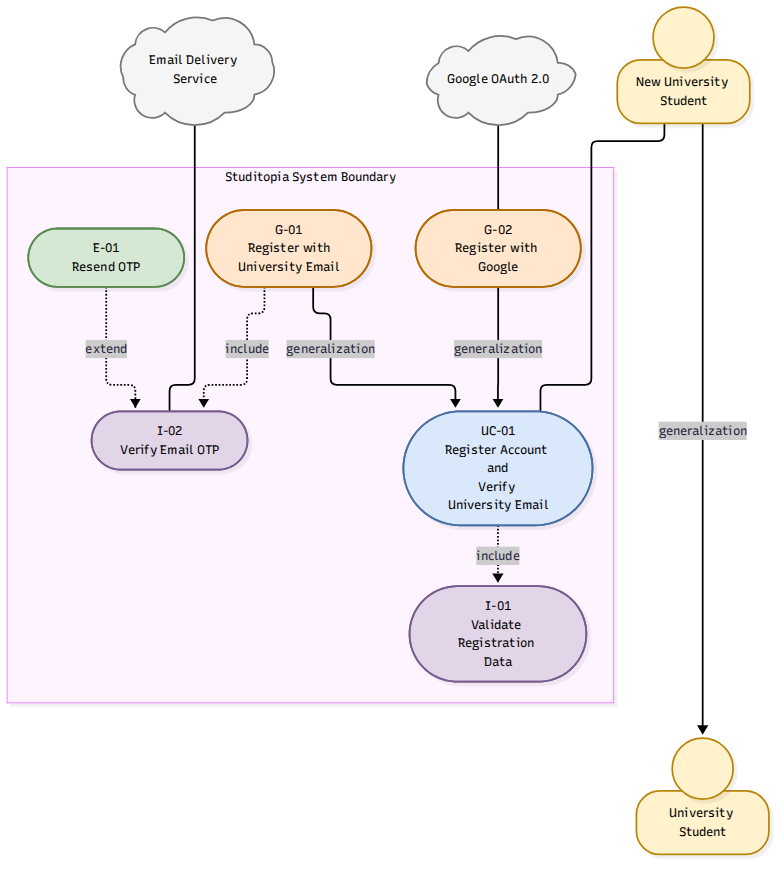 Email Delivery
Service
Google OAuth 2.0
New University
Student
Studitopia System Boundary
E-01
Resend OTP
G-01
Register with
University Email
G-02
Register with
Google
extend
include
generalization
generalization
generalization
I-02
Verify Email OTP
UC-01
Register Account
and
Verify
University Email
include
I-01
Validate
Registration
Data
University
Student